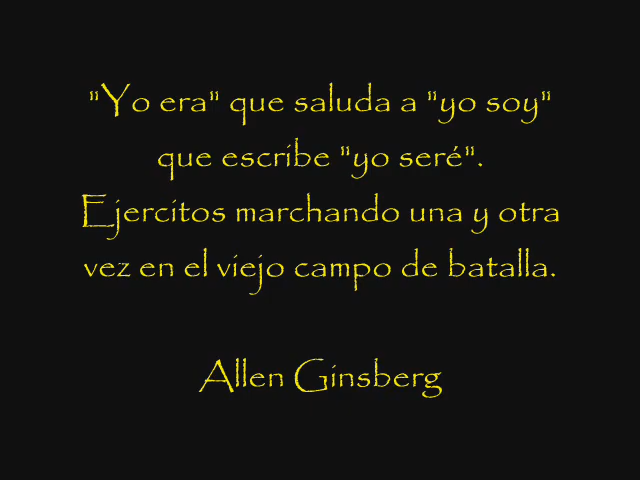 "Yo era" que saluda a "yo soy"
que escribe "yo seré".
Ejercitos marchando una y otra
vez en el viejo campo de batalla.
Allen Ginsberg